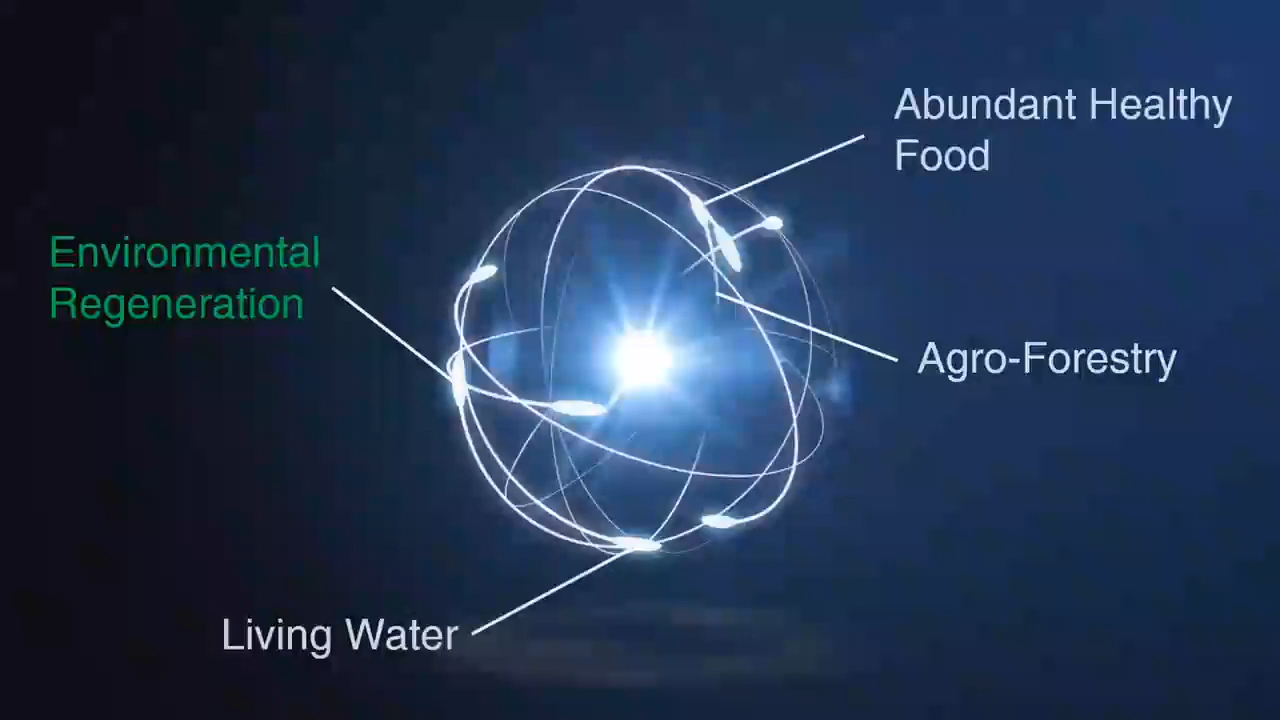 Abundant Healthy
Food
Environmental
Regeneration
Agro-Forestry
Living Water